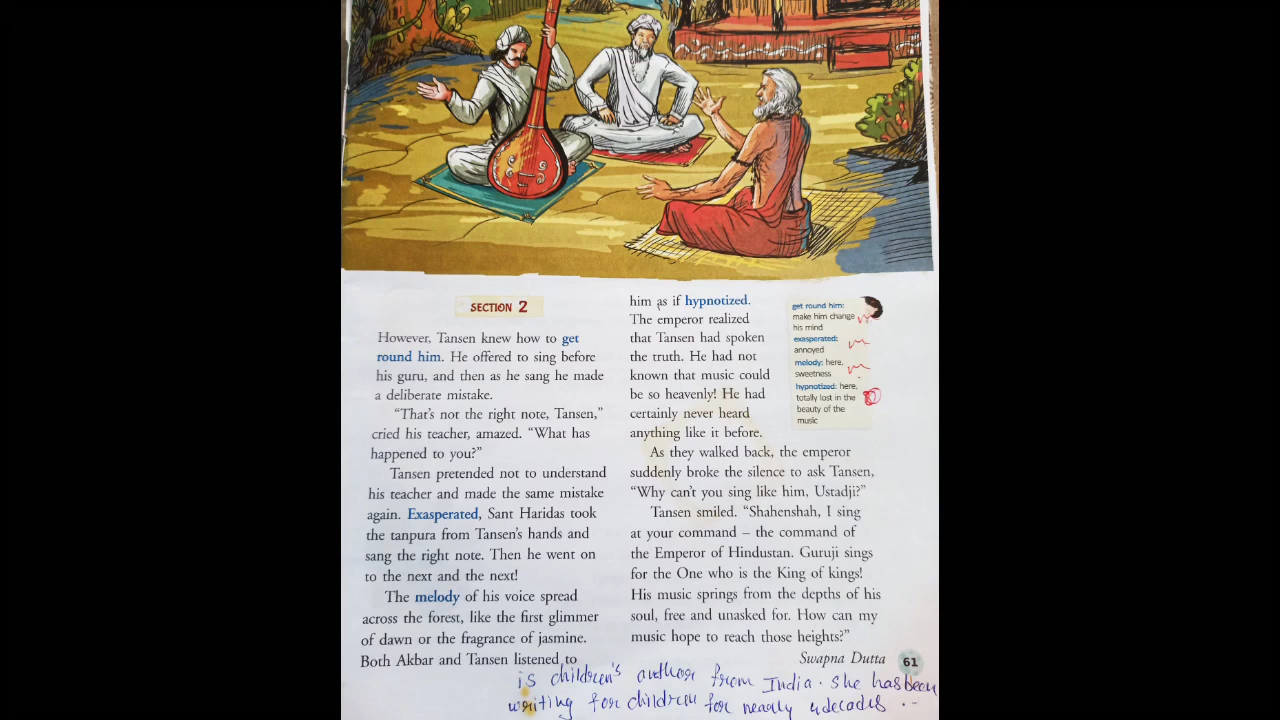 SECTION 2
However, Tansen knew how to get
round him. He offered to sing before
his guru, and then as he sang he made
a deliberate mistake.
"That's not the right note, Tansen,"
cried his teacher, amazed. "What has
happened to you?"
Tansen pretended not to understand
his teacher and made the same mistake
again. Exasperated, Sant Haridas took
the tanpura from Tansen's hands and
sang the right note. Then he went on
to the next and the next!
The melody of his voice spread
across the forest, like the first glimmer
of dawn or the fragrance of jasmine.
Both Akbar and Tansen listened to
him as if hypnotized.
The emperor realized
that Tansen had spoken
the truth. He had not
known that music could
be so heavenly! He had
certainly never heard
anything like it before.
As they walked back, the emperor
suddenly broke the silence to ask Tansen,
"Why can't you sing like him, Ustadji?"
Tansen smiled. "Shahenshah, I sing
at your command – the command of
the Emperor of Hindustan. Guruji sings
for the One who is the King of kings!
His music springs from the depths of his
soul, free and unasked for. How can my
music hope to reach those heights?"
Swapna Dutta
get round him:
make him change
his mind
exasperated:
annoyed
melody: here,
sweetness
hypnotized: here,
totally lost in the
beauty of the
music
61
is children's author from India. she has been
writing for children for nearly 4 decades ..